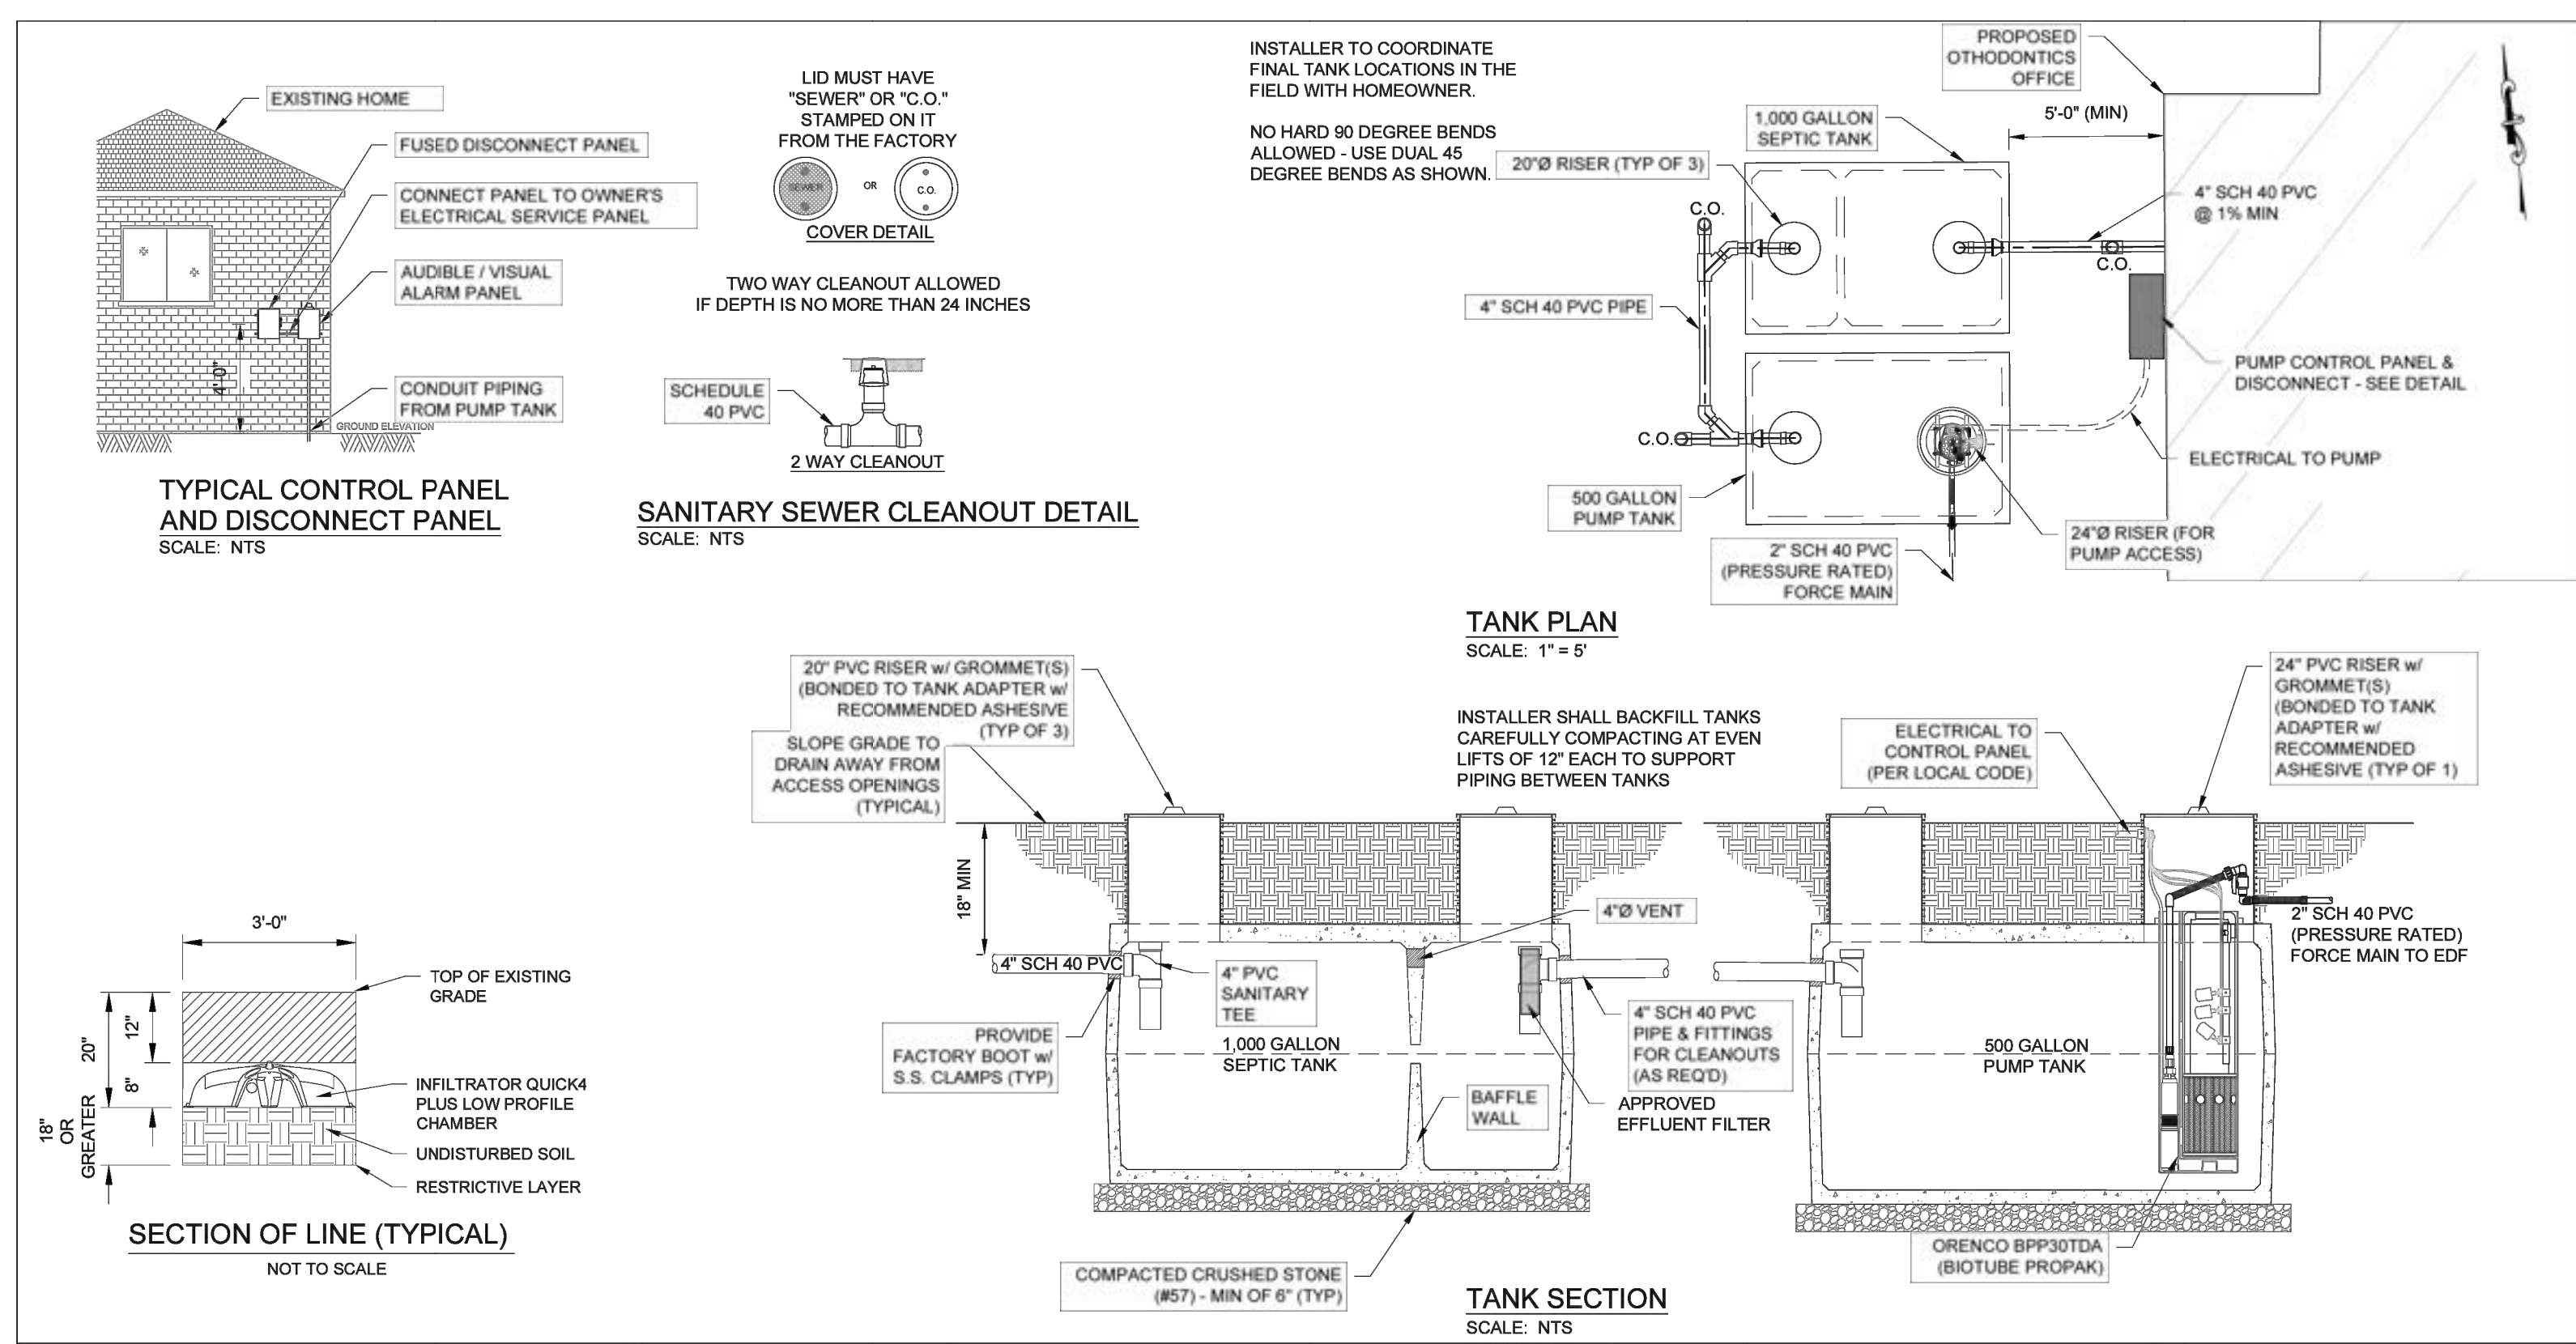 EXISTING HOME
FUSED DISCONNECT PANEL
CONNECT PANEL TO OWNER'S
ELECTRICAL SERVICE PANEL
AUDIBLE / VISUAL
ALARM PANEL
4'-0"
CONDUIT PIPING
FROM PUMP TANK
GROUND ELEVATION
TYPICAL CONTROL PANEL
AND DISCONNECT PANEL
SCALE: NTS
LID MUST HAVE
"SEWER" OR "C.O."
STAMPED ON IT
FROM THE FACTORY
SEWER
OR
C.O.
COVER DETAIL
TWO WAY CLEANOUT ALLOWED
IF DEPTH IS NO MORE THAN 24 INCHES
SCHEDULE
40 PVC
2 WAY CLEANOUT
SANITARY SEWER CLEANOUT DETAIL
SCALE: NTS
INSTALLER TO COORDINATE
FINAL TANK LOCATIONS IN THE
FIELD WITH HOMEOWNER.
NO HARD 90 DEGREE BENDS
ALLOWED - USE DUAL 45
DEGREE BENDS AS SHOWN.
PROPOSED
OTHODONTICS
OFFICE
1,000 GALLON
SEPTIC TANK
5'-0" (MIN)
20"Ø RISER (TYP OF 3)
4" SCH 40 PVC
@ 1% MIN
C.O.
C.O.
4" SCH 40 PVC PIPE
PUMP CONTROL PANEL &
DISCONNECT - SEE DETAIL
C.O.
ELECTRICAL TO PUMP
500 GALLON
PUMP TANK
24"Ø RISER (FOR
PUMP ACCESS)
2" SCH 40 PVC
(PRESSURE RATED)
FORCE MAIN
TANK PLAN
SCALE: 1" = 5'
3'-0"
TOP OF EXISTING
GRADE
12"
20"
8"
18"
OR
GREATER
INFILTRATOR QUICK4
PLUS LOW PROFILE
CHAMBER
UNDISTURBED SOIL
RESTRICTIVE LAYER
SECTION OF LINE (TYPICAL)
NOT TO SCALE
20" PVC RISER w/ GROMMET(S)
(BONDED TO TANK ADAPTER w/
RECOMMENDED ASHESIVE
(TYP OF 3)
SLOPE GRADE TO
DRAIN AWAY FROM
ACCESS OPENINGS
(TYPICAL)
INSTALLER SHALL BACKFILL TANKS
CAREFULLY COMPACTING AT EVEN
LIFTS OF 12" EACH TO SUPPORT
PIPING BETWEEN TANKS
ELECTRICAL TO
CONTROL PANEL
(PER LOCAL CODE)
24" PVC RISER w/
GROMMET(S)
(BONDED TO TANK
ADAPTER w/
RECOMMENDED
ASHESIVE (TYP OF 1)
18" MIN
4"Ø VENT
4" SCH 40 PVC
4" PVC
SANITARY
TEE
PROVIDE
FACTORY BOOT w/
S.S. CLAMPS (TYP)
1,000 GALLON
SEPTIC TANK
4" SCH 40 PVC
PIPE & FITTINGS
FOR CLEANOUTS
(AS REQ'D)
BAFFLE
WALL
APPROVED
EFFLUENT FILTER
500 GALLON
PUMP TANK
2" SCH 40 PVC
(PRESSURE RATED)
FORCE MAIN TO EDF
ORENCO BPP30TDA
(BIOTUBE PROPAK)
COMPACTED CRUSHED STONE
(#57) - MIN OF 6" (TYP)
TANK SECTION
SCALE: NTS